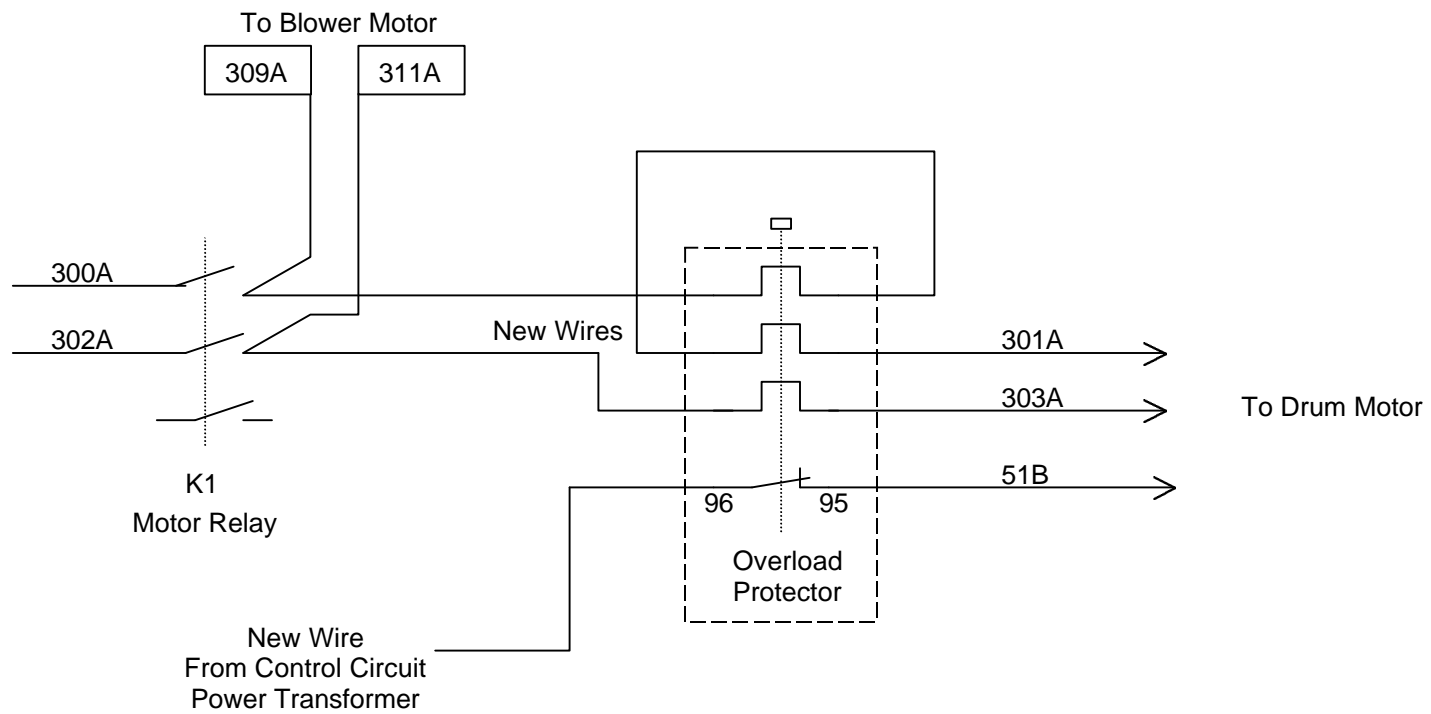 To Blower Motor
309A
311A
300A
302A
New Wires
301A
303A
To Drum Motor
K1
Motor Relay
51B
96
95
Overload
Protector
New Wire
From Control Circuit
Power Transformer